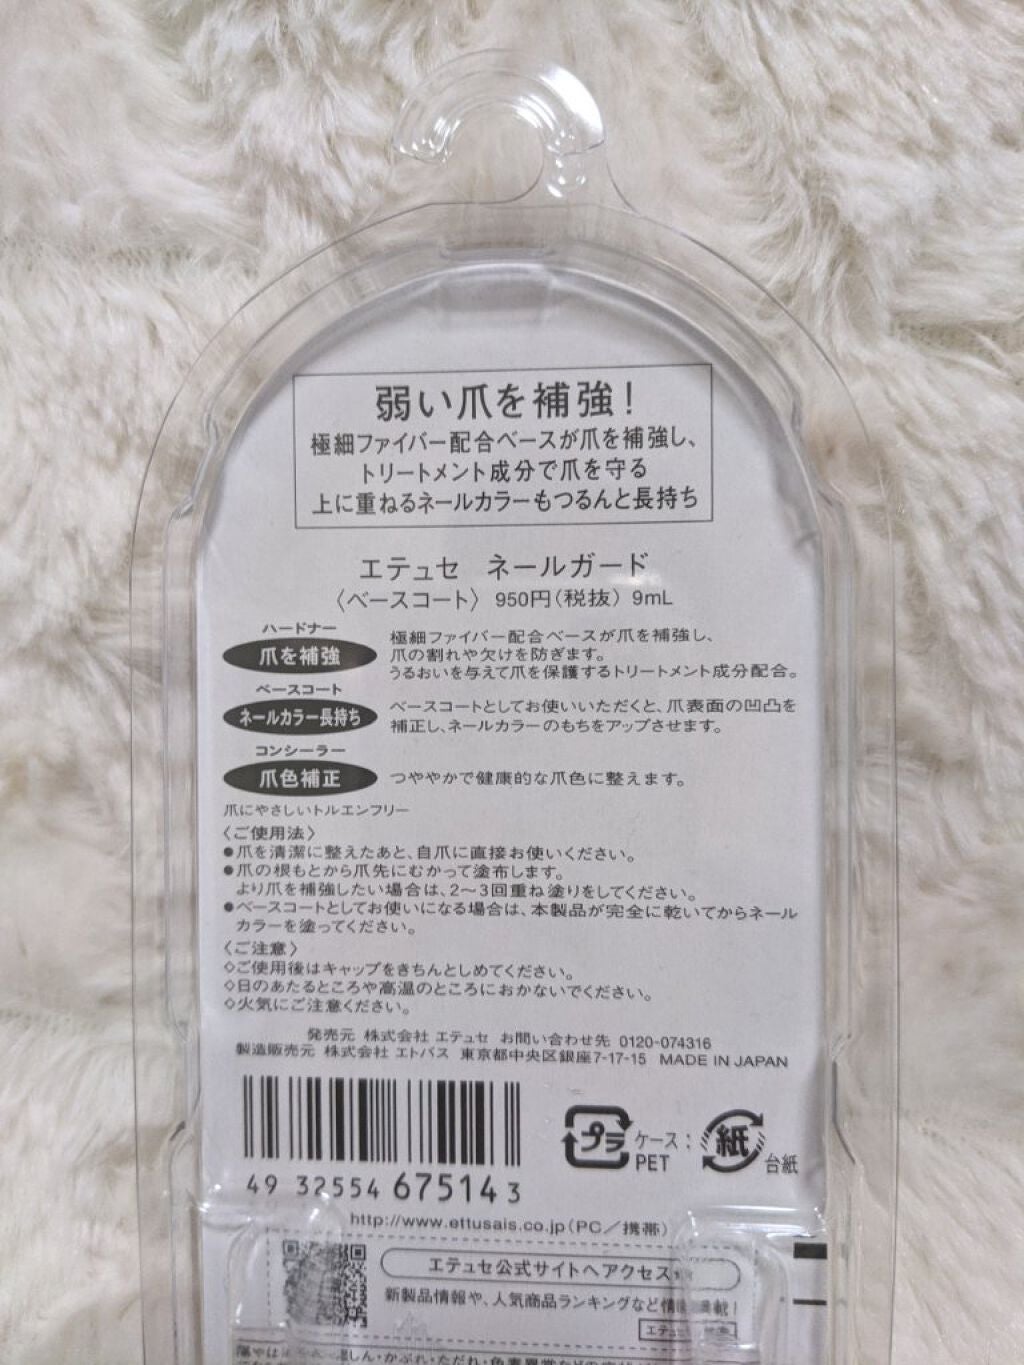 弱い爪を補強!
極細ファイバー配合ベースが爪を補強し、
トリートメント成分で爪を守る
上に重ねるネールカラーもつるんと長持ち
エテュセ ネールガード
〈ベースコート〉 950円(税抜) 9mL
ハードナー
爪を補強
極細ファイバー配合ベースが爪を補強し、
爪の割れや欠けを防ぎます。
うるおいを与えて爪を保護するトリートメント成分配合。
ベースコート
ネールカラー長持ち
ベースコートとしてお使いいただくと、爪表面の凹凸を
補正し、ネールカラーのもちをアップさせます。
コンシーラー
爪色補正
つややかで健康的な爪色に整えます。
爪にやさしいトルエンフリー
〈ご使用法〉
●爪を清潔に整えたあと、自爪に直接お使いください。
●爪の根もとから爪先にむかって塗布します。
より爪を補強したい場合は、2〜3回重ね塗りをしてください。
●ベースコートとしてお使いになる場合は、本製品が完全に乾いてからネール
カラーを塗ってください。
〈ご注意〉
◇ご使用後はキャップをきちんとしめてください。
◇日のあたるところや高温のところにおかないでください。
◇火気にご注意ください。
発売元 株式会社 エテュセ お問い合わせ先 0120-074316
製造販売元 株式会社 エトバス 東京都中央区銀座7-17-15 MADE IN JAPAN
49 32554 675143
プラ
ケース:
PET
紙
台紙
http://www.ettusais.co.jp(PC/携帯)
エテュセ公式サイトへアクセス
新製品情報や、人気商品ランキングなど情報満載!
しん・かぶれ・ただれ・色素異常などの